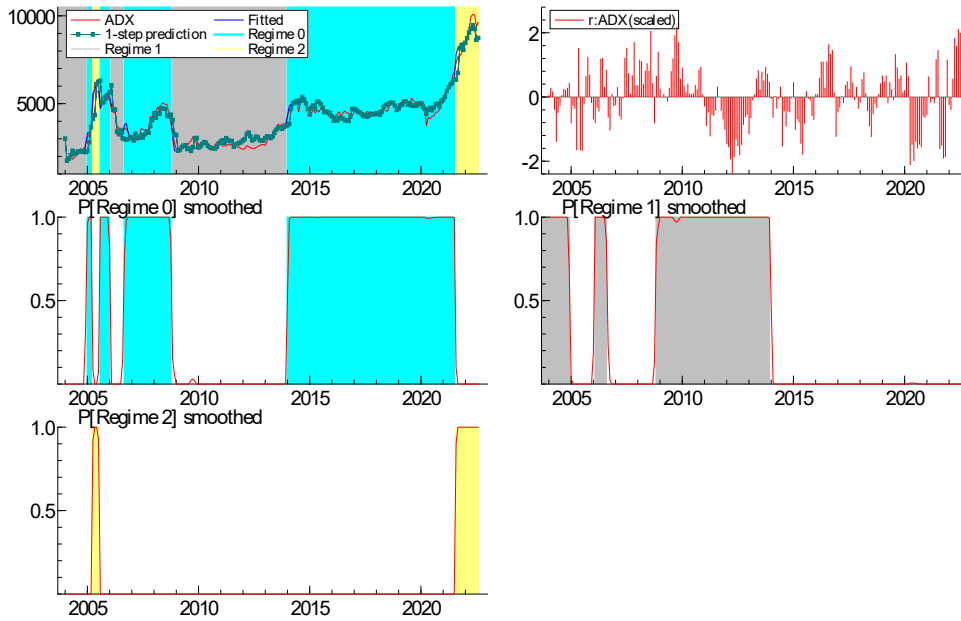 ADX Fitted
1-step prediction Regime 0
Regime 1 Regime 2
10000
5000
2005 2010 2015 2020
r:ADX (scaled)
2
0
-2
2005 2010 2015 2020
P[Regime 0] smoothed
1.0
0.5
2005 2010 2015 2020
P[Regime 1] smoothed
1.0
0.5
2005 2010 2015 2020
P[Regime 2] smoothed
1.0
0.5
2005 2010 2015 2020